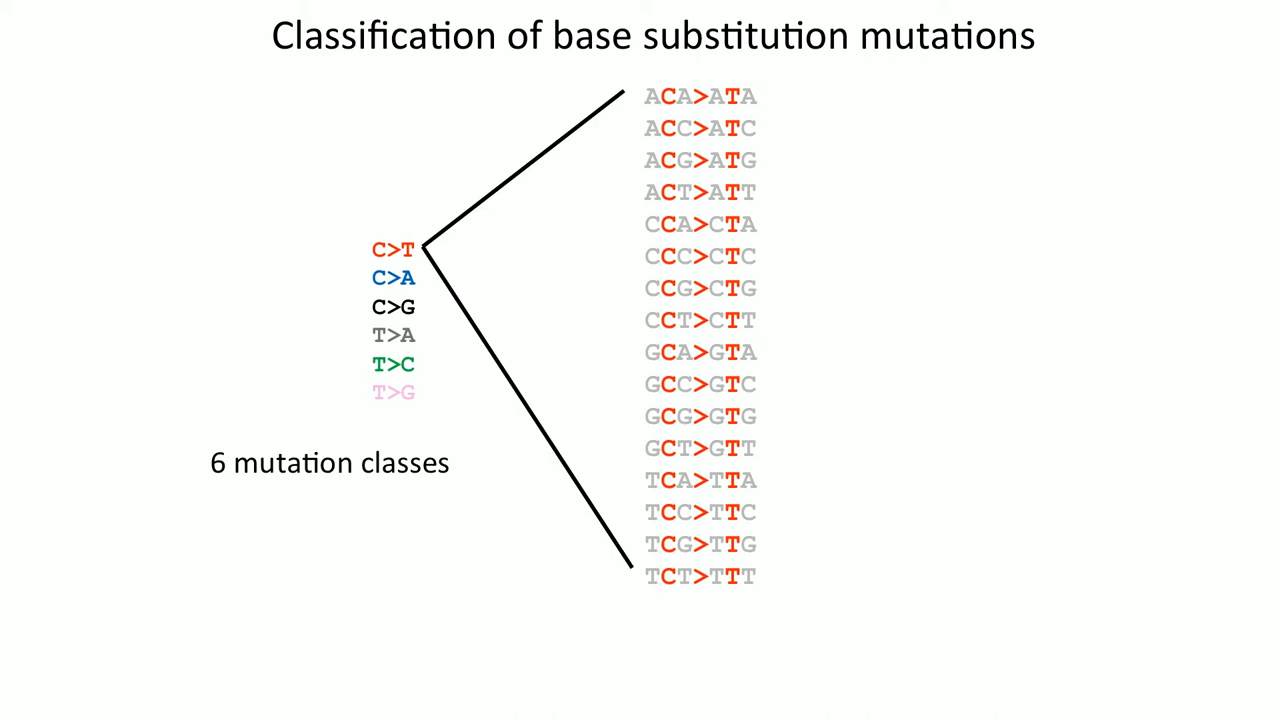 Classification of base substitution mutations
C>T
C>A
C>G
T>A
T>C
T>G
6 mutation classes
ACA>ATA
ACC>ATC
ACG>ATG
ACT>ATT
CCA>CTA
CCC>CTC
CCG>CTG
CCT>CTT
GCA>GTA
GCC>GTC
GCG>GTG
GCT>GTT
TCA>TTA
TCC>TTC
TCG>TTG
TCT>TTT